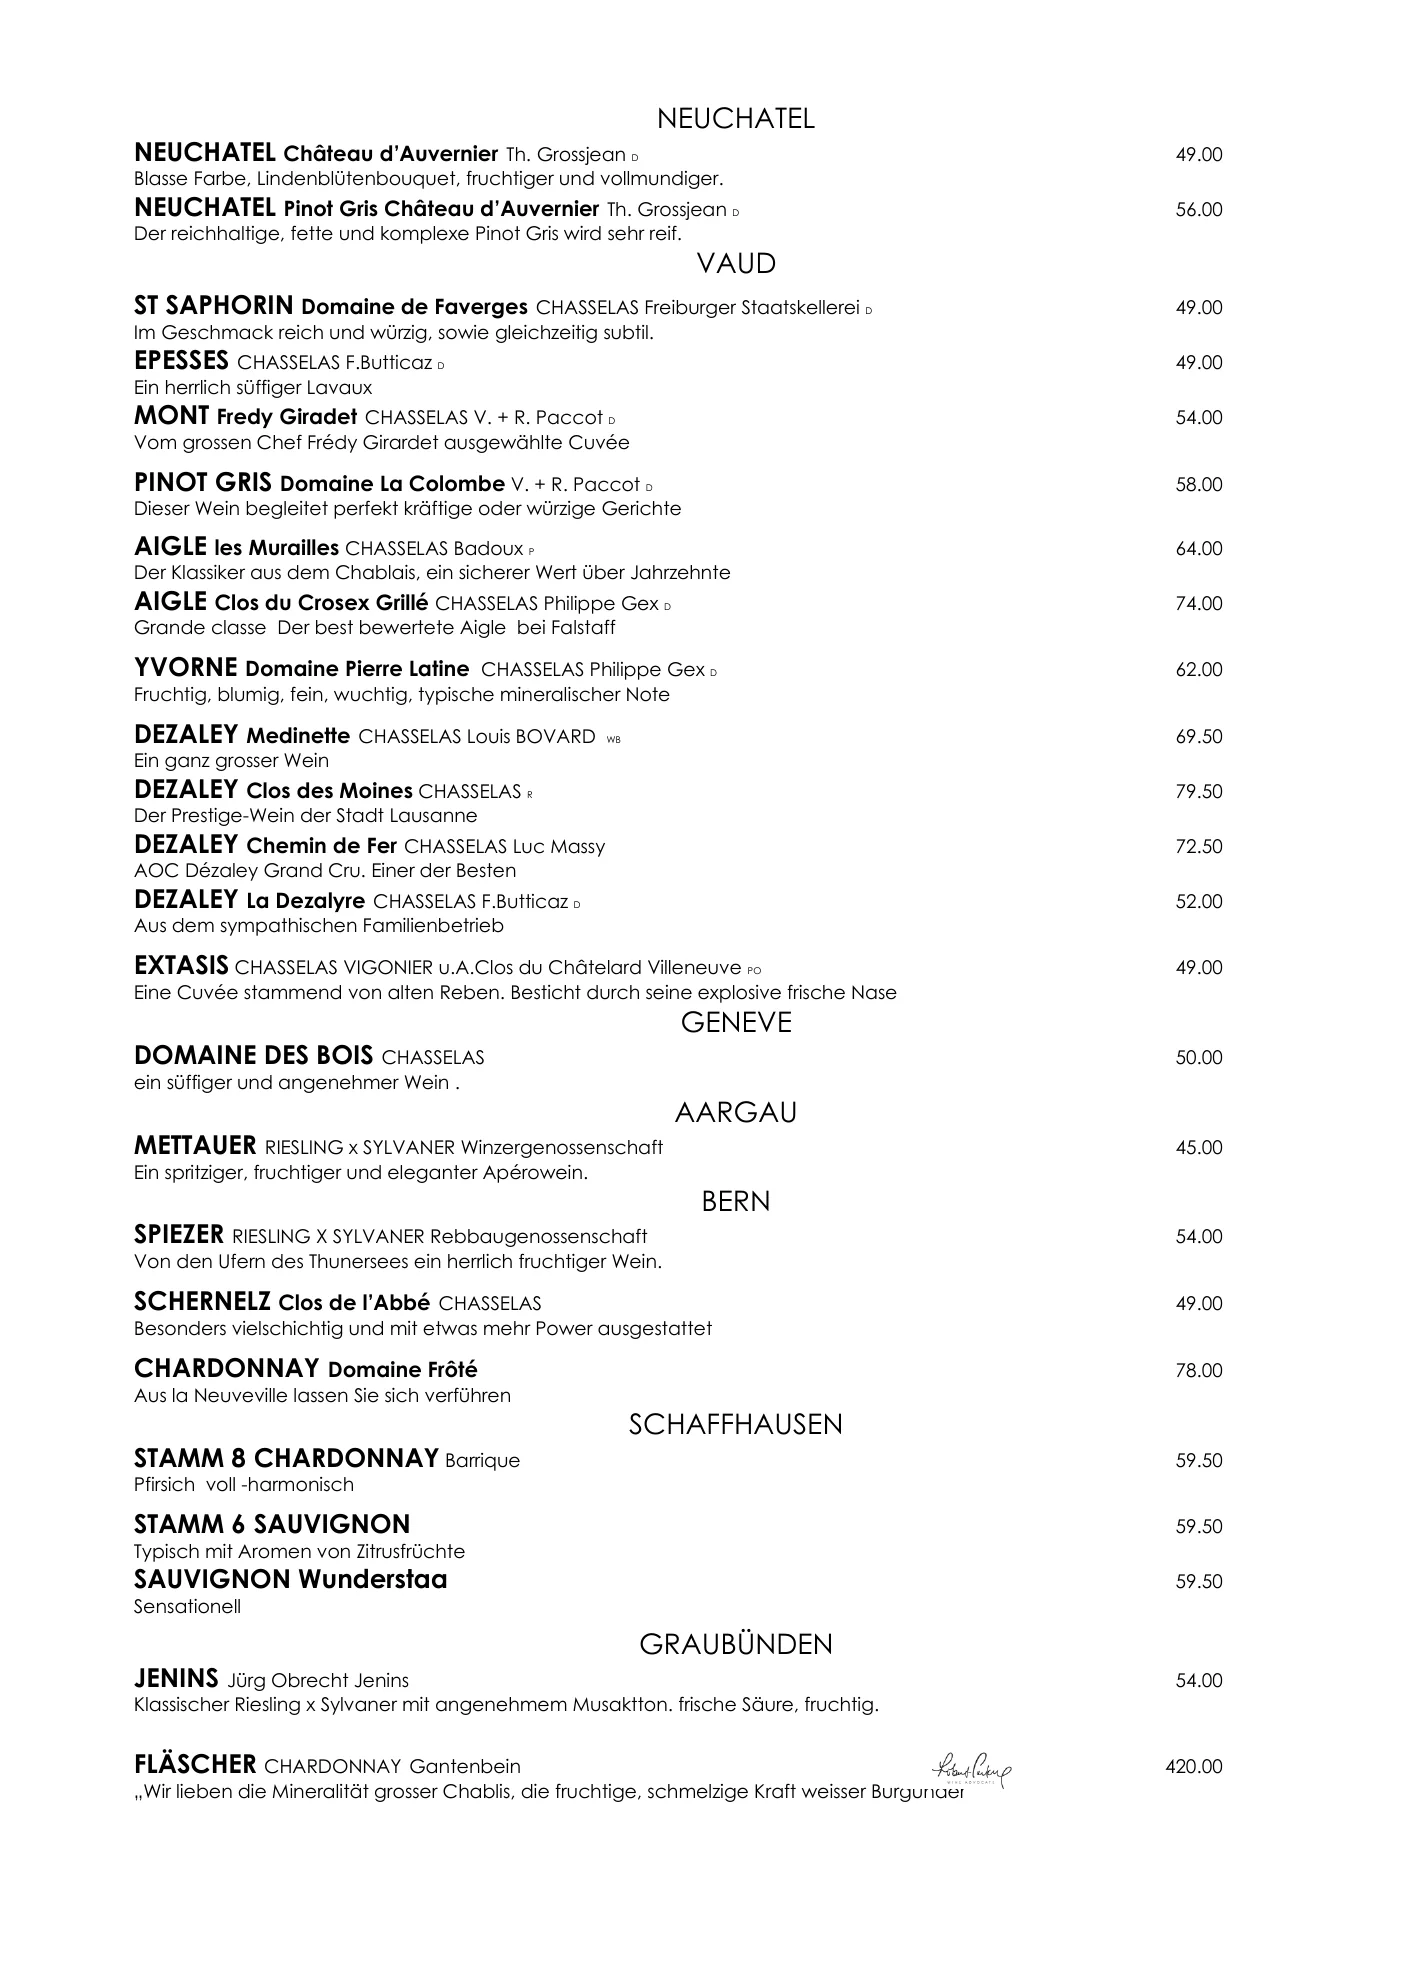 NEUCHATEL
NEUCHATEL Château d’Auvernier Th. Grossjean D 49.00
Blasse Farbe, Lindenblütenbouquet, fruchtiger und vollmundiger.
NEUCHATEL Pinot Gris Château d’Auvernier Th. Grossjean D 56.00
Der reichhaltige, fette und komplexe Pinot Gris wird sehr reif.
VAUD
ST SAPHORIN Domaine de Faverges CHASSELAS Freiburger Staatskellerei D 49.00
Im Geschmack reich und würzig, sowie gleichzeitig subtil.
EPESSES CHASSELAS F.Butticaz D 49.00
Ein herrlich süffiger Lavaux
MONT Fredy Giradet CHASSELAS V. + R. Paccot D 54.00
Vom grossen Chef Frédy Girardet ausgewählte Cuvée
PINOT GRIS Domaine La Colombe V. + R. Paccot D 58.00
Dieser Wein begleitet perfekt kräftige oder würzige Gerichte
AIGLE les Murailles CHASSELAS Badoux P 64.00
Der Klassiker aus dem Chablais, ein sicherer Wert über Jahrzehnte
AIGLE Clos du Crosex Grillé CHASSELAS Philippe Gex D 74.00
Grande classe Der best bewertete Aigle bei Falstaff
YVORNE Domaine Pierre Latine CHASSELAS Philippe Gex D 62.00
Fruchtig, blumig, fein, wuchtig, typische mineralischer Note
DEZALEY Medinette CHASSELAS Louis BOVARD WB 69.50
Ein ganz grosser Wein
DEZALEY Clos des Moines CHASSELAS R 79.50
Der Prestige-Wein der Stadt Lausanne
DEZALEY Chemin de Fer CHASSELAS Luc Massy 72.50
AOC Dézaley Grand Cru. Einer der Besten
DEZALEY La Dezalyre CHASSELAS F.Butticaz D 52.00
Aus dem sympathischen Familienbetrieb
EXTASIS CHASSELAS VIGONIER u.A.Clos du Châtelard Villeneuve PO 49.00
Eine Cuvée stammend von alten Reben. Besticht durch seine explosive frische Nase
GENEVE
DOMAINE DES BOIS CHASSELAS 50.00
ein süffiger und angenehmer Wein .
AARGAU
METTAUER RIESLING x SYLVANER Winzergenossenschaft 45.00
Ein spritziger, fruchtiger und eleganter Apérowein.
BERN
SPIEZER RIESLING X SYLVANER Rebbaugenossenschaft 54.00
Von den Ufern des Thunersees ein herrlich fruchtiger Wein.
SCHERNELZ Clos de l’Abbé CHASSELAS 49.00
Besonders vielschichtig und mit etwas mehr Power ausgestattet
CHARDONNAY Domaine Frôté 78.00
Aus la Neuveville lassen Sie sich verführen
SCHAFFHAUSEN
STAMM 8 CHARDONNAY Barrique 59.50
Pfirsich voll -harmonisch
STAMM 6 SAUVIGNON 59.50
Typisch mit Aromen von Zitrusfrüchte
SAUVIGNON Wunderstaa 59.50
Sensationell
GRAUBÜNDEN
JENINS Jürg Obrecht Jenins 54.00
Klassischer Riesling x Sylvaner mit angenehmem Musaktton. frische Säure, fruchtig.
FLÄSCHER CHARDONNAY Gantenbein Robert Parker 420.00
WINE ADVOCATE
„Wir lieben die Mineralität grosser Chablis, die fruchtige, schmelzige Kraft weisser Burgunder